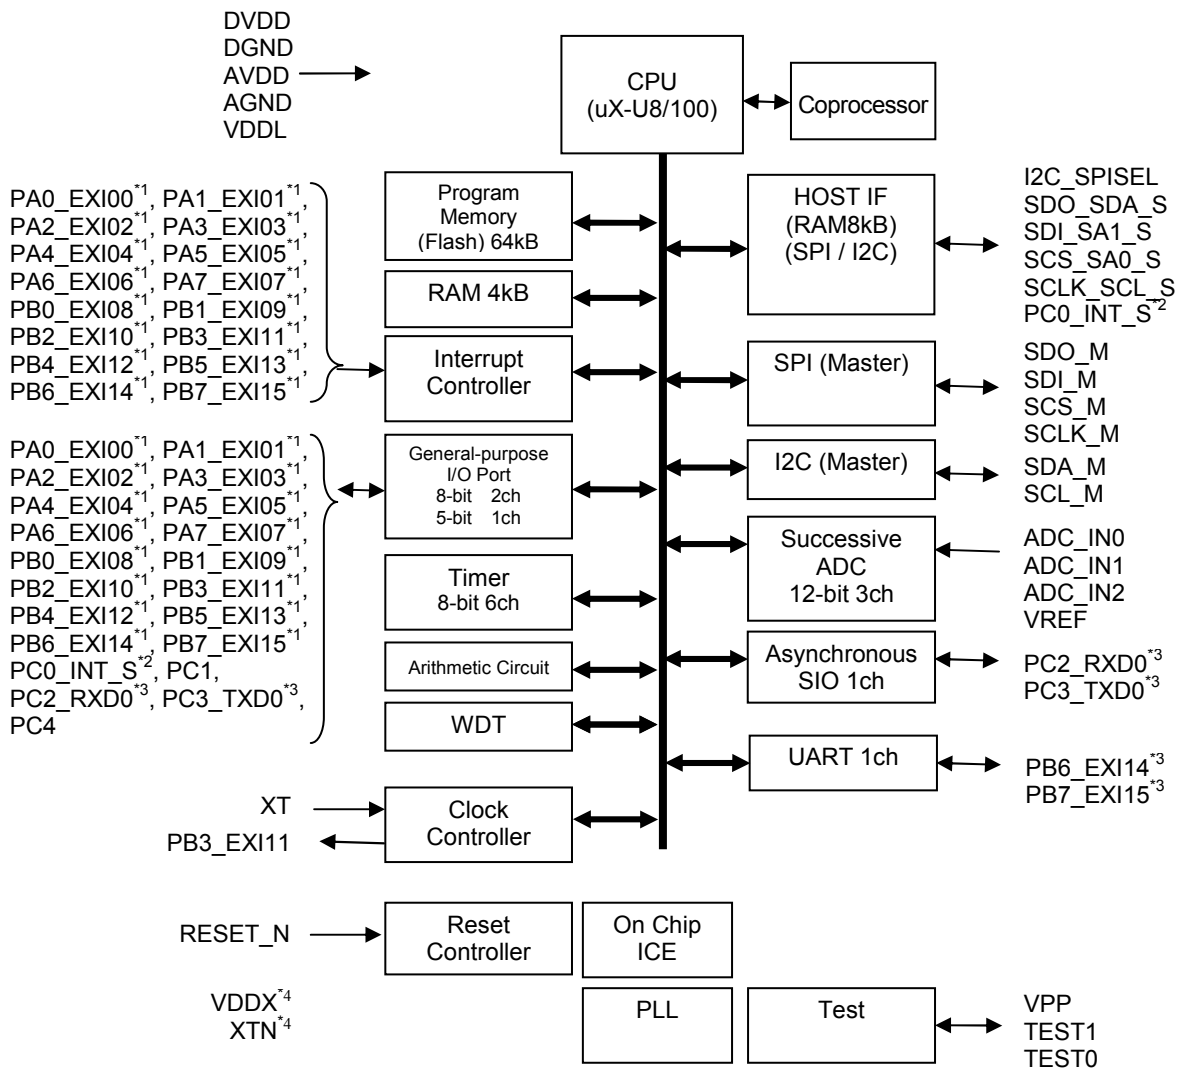 DVDD
DGND
AVDD
AGND
VDDL
CPU
(uX-U8/100)
Coprocessor
PA0_EXI00*1, PA1_EXI01*1,
PA2_EXI02*1, PA3_EXI03*1,
PA4_EXI04*1, PA5_EXI05*1,
PA6_EXI06*1, PA7_EXI07*1,
PB0_EXI08*1, PB1_EXI09*1,
PB2_EXI10*1, PB3_EXI11*1,
PB4_EXI12*1, PB5_EXI13*1,
PB6_EXI14*1, PB7_EXI15*1
Program
Memory
(Flash) 64kB
RAM 4kB
Interrupt
Controller
HOST IF
(RAM8kB)
(SPI / I2C)
I2C_SPISEL
SDO_SDA_S
SDI_SA1_S
SCS_SA0_S
SCLK_SCL_S
PC0_INT_S*2
SPI (Master)
SDO_M
SDI_M
SCS_M
SCLK_M
PA0_EXI00*1, PA1_EXI01*1,
PA2_EXI02*1, PA3_EXI03*1,
PA4_EXI04*1, PA5_EXI05*1,
PA6_EXI06*1, PA7_EXI07*1,
PB0_EXI08*1, PB1_EXI09*1,
PB2_EXI10*1, PB3_EXI11*1,
PB4_EXI12*1, PB5_EXI13*1,
PB6_EXI14*1, PB7_EXI15*1
PC0_INT_S*2, PC1,
PC2_RXD0*3, PC3_TXD0*3,
PC4
General-purpose
I/O Port
8-bit 2ch
5-bit 1ch
I2C (Master)
SDA_M
SCL_M
Timer
8-bit 6ch
Successive
ADC
12-bit 3ch
ADC_IN0
ADC_IN1
ADC_IN2
VREF
Arithmetic Circuit
Asynchronous
SIO 1ch
PC2_RXD0*3
PC3_TXD0*3
WDT
UART 1ch
PB6_EXI14*3
PB7_EXI15*3
XT
PB3_EXI11
Clock
Controller
RESET_N
Reset
Controller
On Chip
ICE
VDDX*4
XTN*4
PLL
Test
VPP
TEST1
TEST0